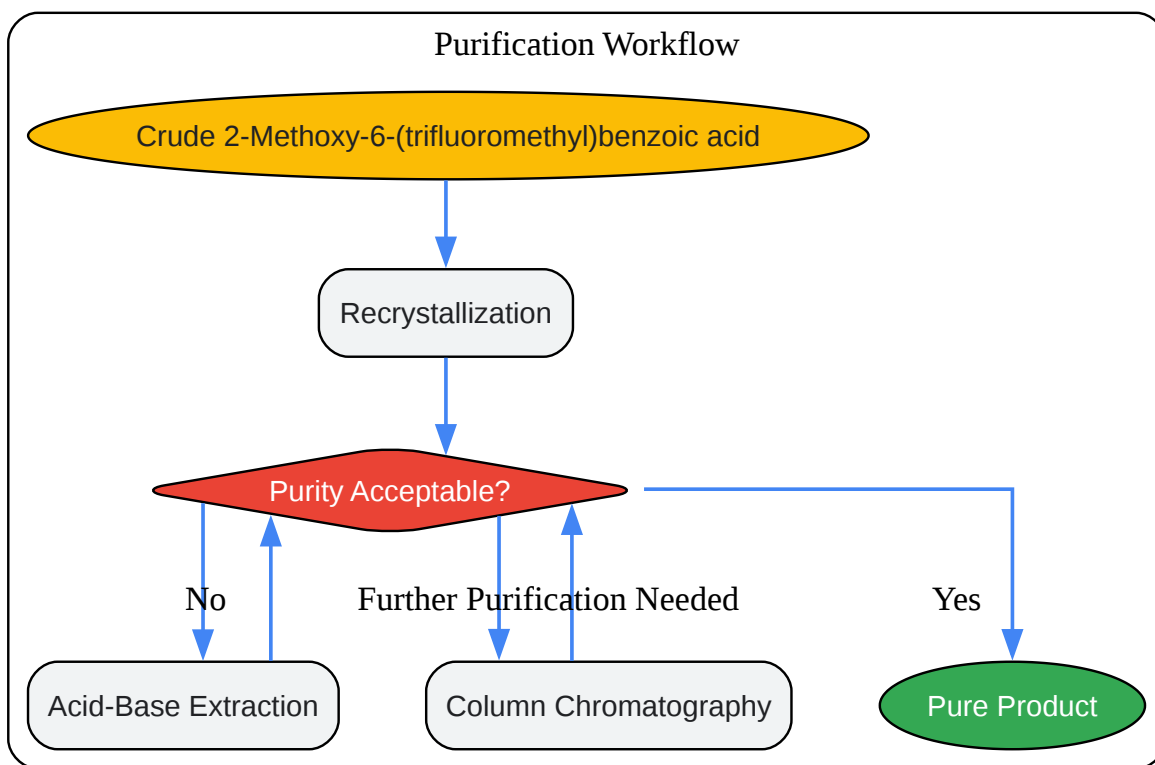 Purification Workflow
Crude 2-Methoxy-6-(trifluoromethyl)benzoic acid
Recrystallization
Purity Acceptable?
No
Further Purification Needed
Yes
Acid-Base Extraction
Column Chromatography
Pure Product